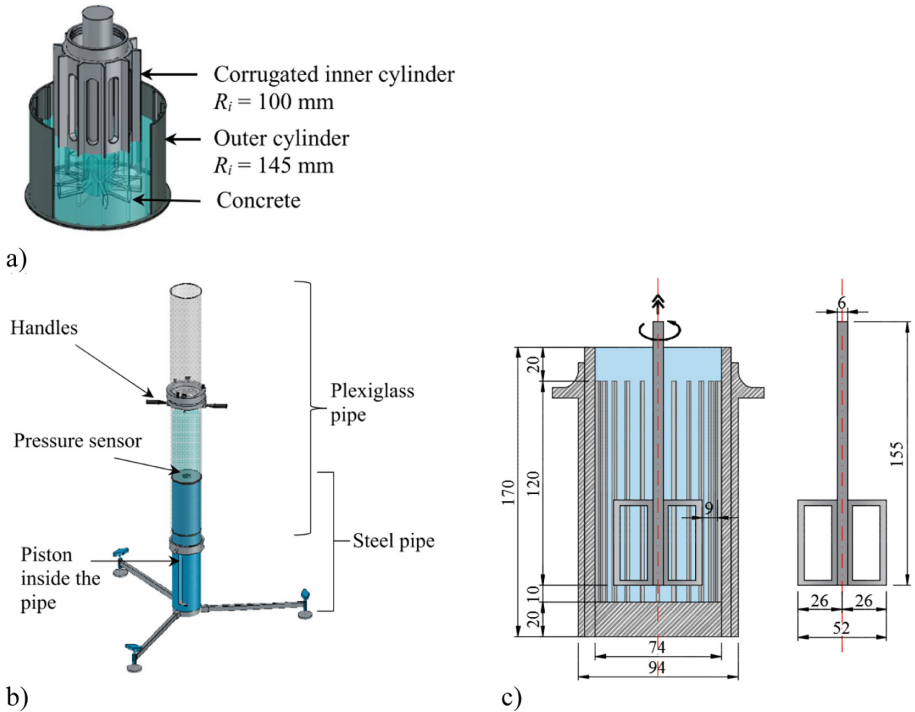 Corrugated inner cylinder
Ri = 100 mm
Outer cylinder
Ri = 145 mm
Concrete
a)
Handles
Plexiglass
pipe
Pressure sensor
Steel pipe
Piston
inside the
pipe
b)
6
20
120
170
155
9
10
20
26 26
52
74
94
c)